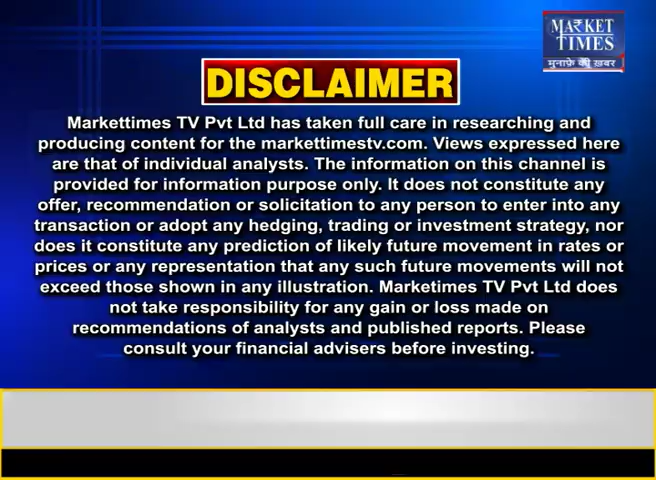 MARKET
TIMES
मुनाफ़े की ख़बर
DISCLAIMER
Markettimes TV Pvt Ltd has taken full care in researching and
producing content for the markettimestv.com. Views expressed here
are that of individual analysts. The information on this channel is
provided for information purpose only. It does not constitute any
offer, recommendation or solicitation to any person to enter into any
transaction or adopt any hedging, trading or investment strategy, nor
does it constitute any prediction of likely future movement in rates or
prices or any representation that any such future movements will not
exceed those shown in any illustration. Marketimes TV Pvt Ltd does
not take responsibility for any gain or loss made on
recommendations of analysts and published reports. Please
consult your financial advisers before investing.